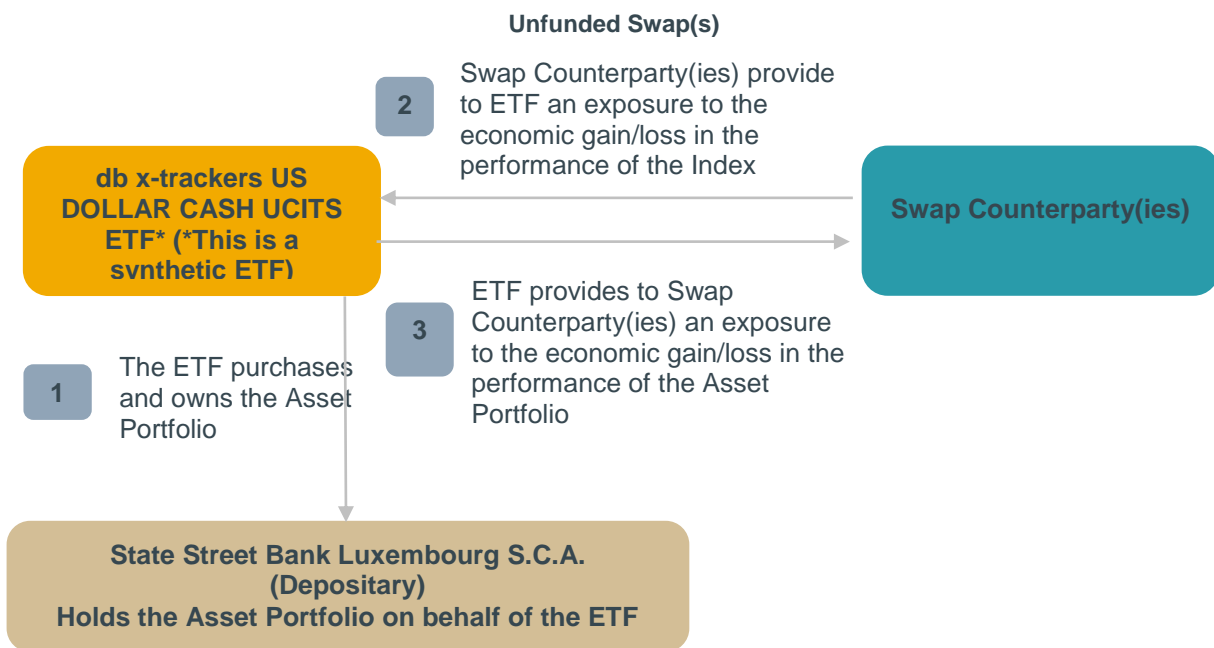 Unfunded Swap(s)
2
Swap Counterparty(ies) provide
to ETF an exposure to the
economic gain/loss in the
performance of the Index
db x-trackers US
DOLLAR CASH UCITS
ETF* (*This is a
synthetic ETF)
Swap Counterparty(ies)
3
ETF provides to Swap
Counterparty(ies) an exposure
to the economic gain/loss in the
performance of the Asset
Portfolio
1
The ETF purchases
and owns the Asset
Portfolio
State Street Bank Luxembourg S.C.A.
(Depositary)
Holds the Asset Portfolio on behalf of the ETF